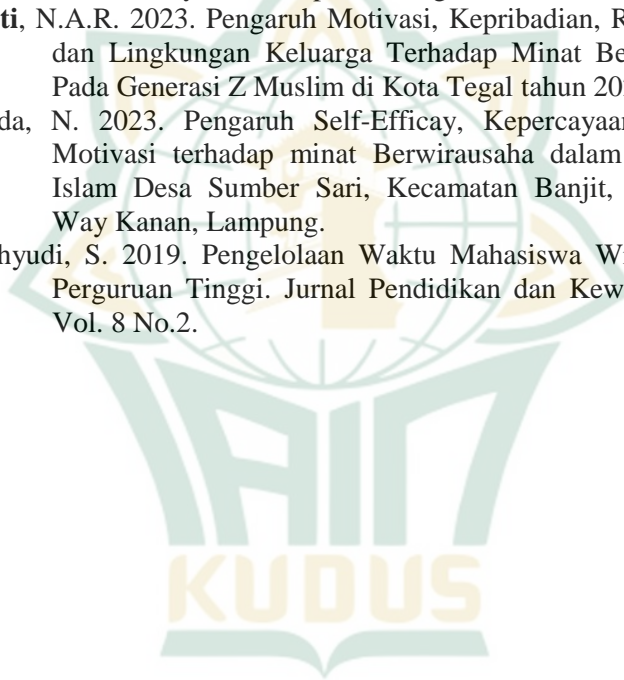 ti, N.A.R. 2023. Pengaruh Motivasi, Kepribadian, R
dan Lingkungan Keluarga Terhadap Minat Be
Pada Generasi Z Muslim di Kota Tegal tahun 20
da, N. 2023. Pengaruh Self-Efficay, Kepercayaan
Motivasi terhadap minat Berwirausaha dalam
Islam Desa Sumber Sari, Kecamatan Banjit,
Way Kanan, Lampung.
hyudi, S. 2019. Pengelolaan Waktu Mahasiswa Wi
Perguruan Tinggi. Jurnal Pendidikan dan Kew
Vol. 8 No.2.
IAIN
KUDUS